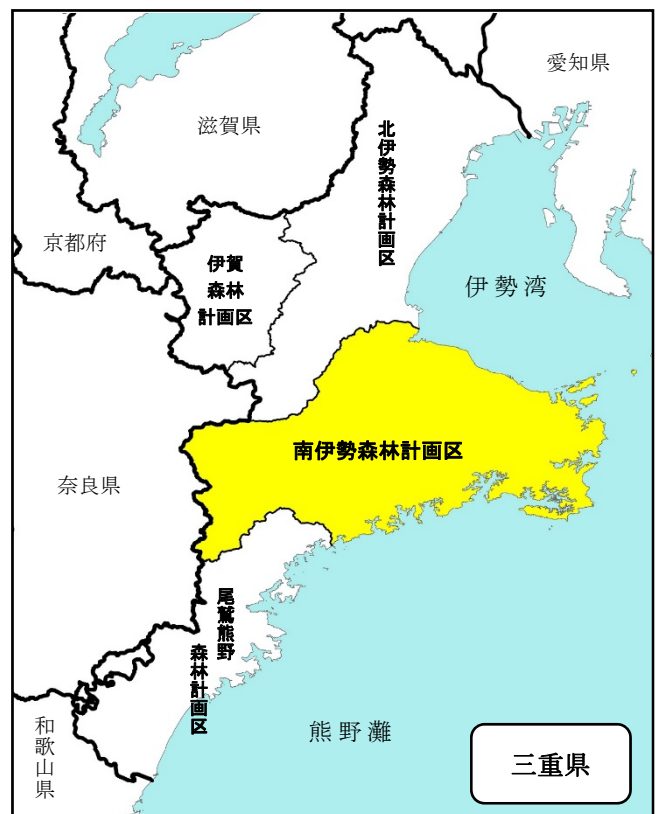 愛知県
滋賀県
北伊勢森林計画区
京都府
伊賀
森林
計画区
伊勢湾
南伊勢森林計画区
奈良県
尾鷲熊野
森林計画区
和歌山県
熊野灘
三重県